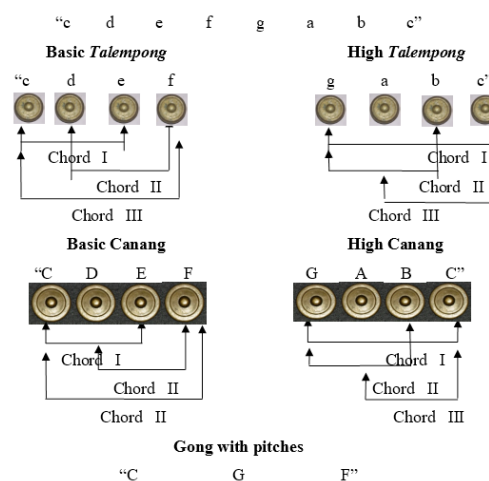 “c d e f g a b c”
Basic Talempong High Talempong
“c d e f g a b c’
Chord I Chord I
Chord II Chord II
Chord III Chord III
Basic Canang High Canang
“C D E F G A B C”
Chord I Chord I
Chord II Chord II
Chord II Chord III
Gong with pitches
“C G F”